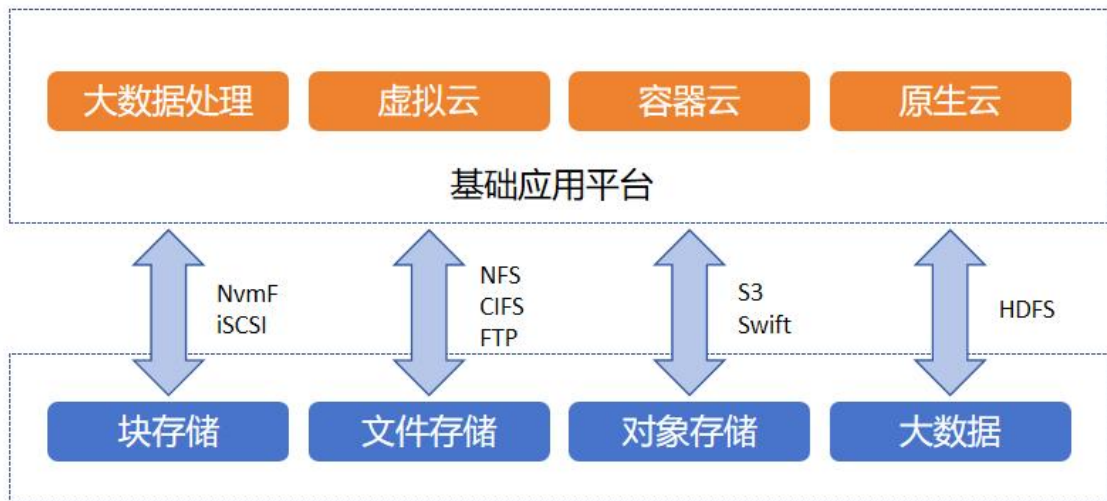 大数据处理
虚拟云
容器云
原生云
基础应用平台
NvmF
iSCSI
NFS
CIFS
FTP
S3
Swift
HDFS
块存储
文件存储
对象存储
大数据